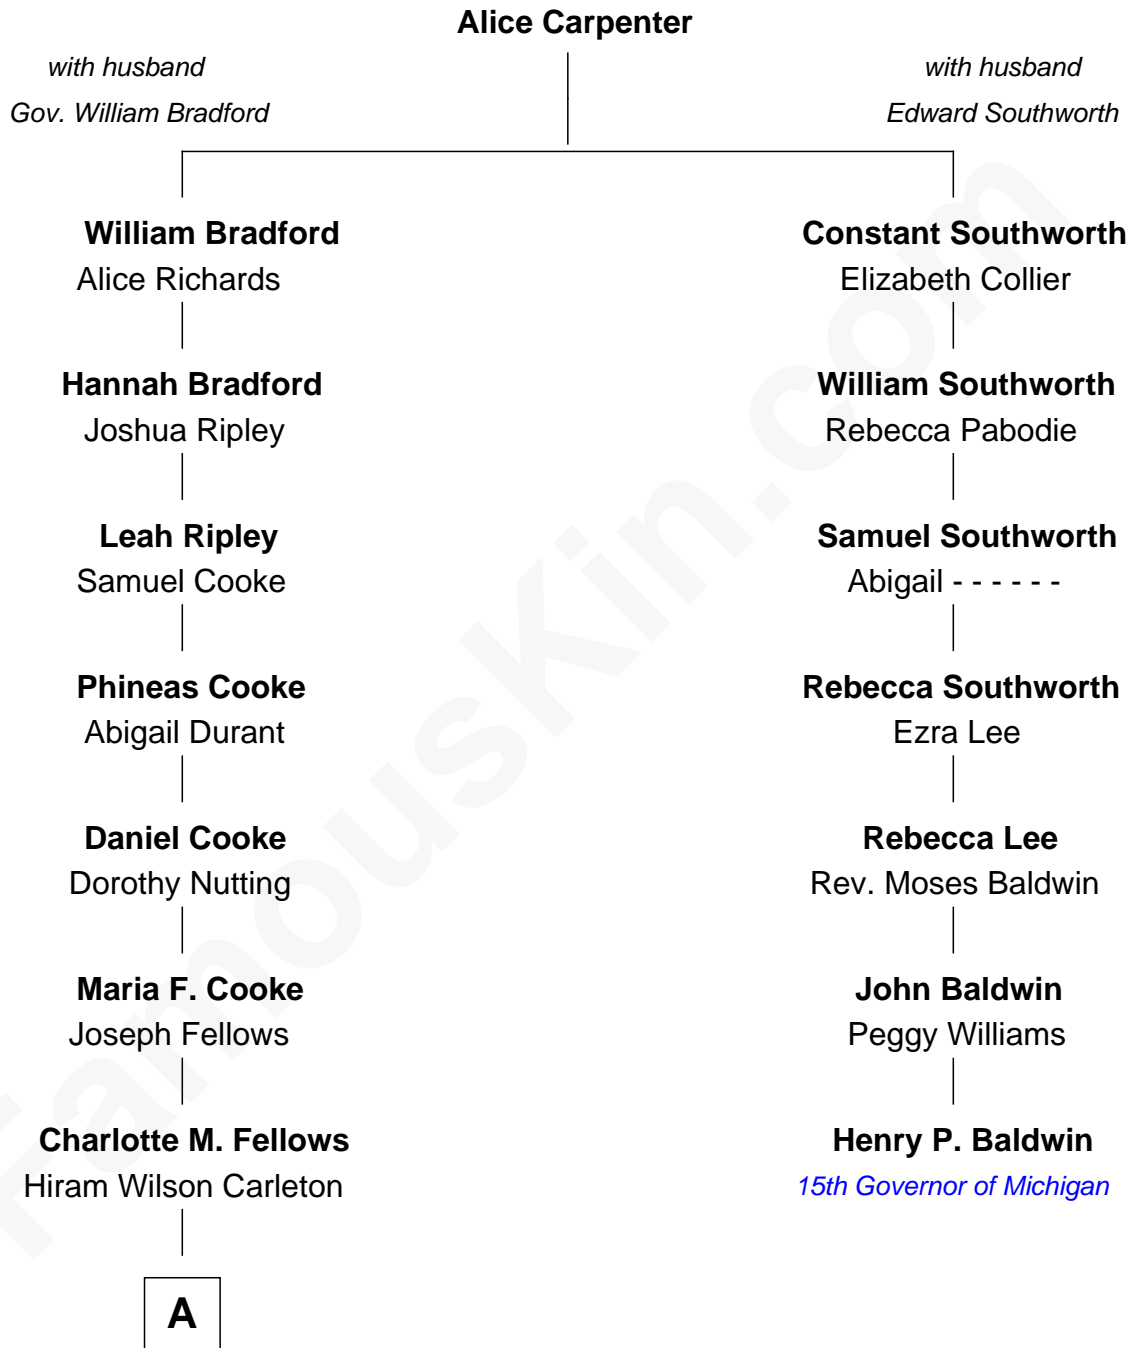 Alice Carpenter
with husband
Gov. William Bradford
with husband
Edward Southworth
William Bradford
Alice Richards
Constant Southworth
Elizabeth Collier
Hannah Bradford
Joshua Ripley
William Southworth
Rebecca Pabodie
Leah Ripley
Samuel Cooke
Samuel Southworth
Abigail - - - - - -
Phineas Cooke
Abigail Durant
Rebecca Southworth
Ezra Lee
Daniel Cooke
Dorothy Nutting
Rebecca Lee
Rev. Moses Baldwin
Maria F. Cooke
Joseph Fellows
John Baldwin
Peggy Williams
Charlotte M. Fellows
Hiram Wilson Carleton
Henry P. Baldwin
15th Governor of Michigan
A
FamousKin.com